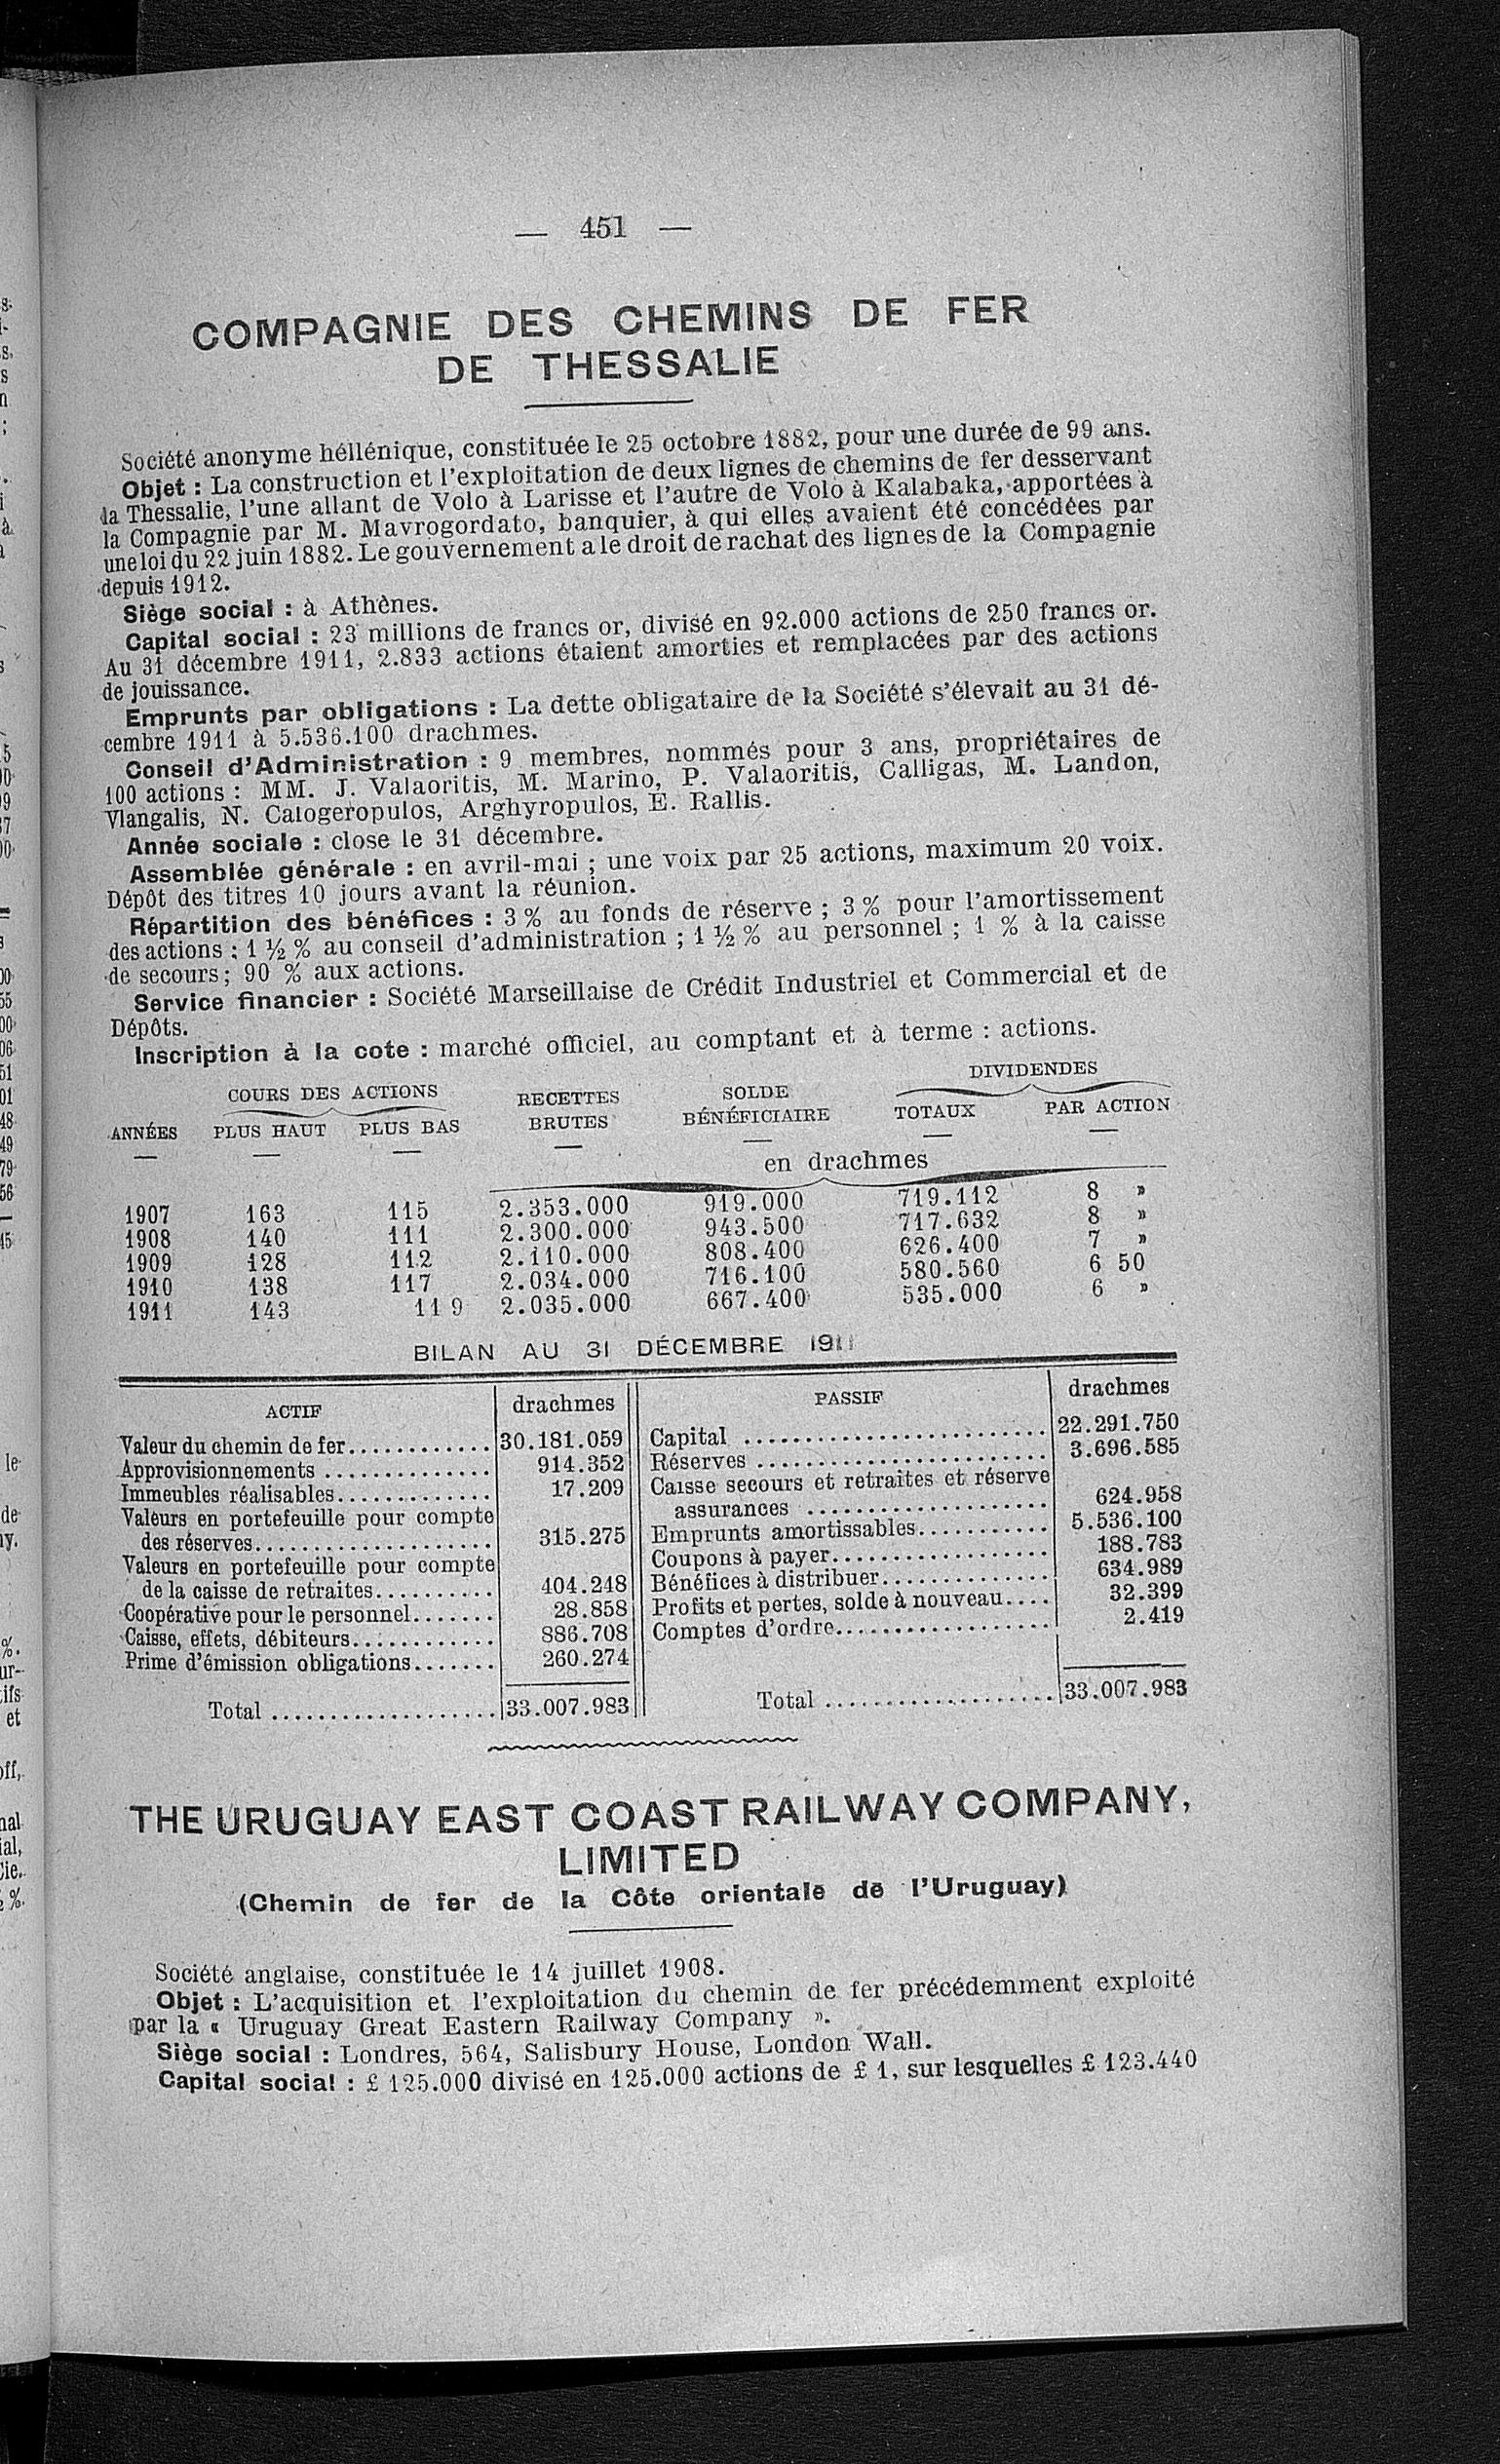 — 451 —
COMPAGNIE DES CHEMINS DE FER
DE THESSALIE
Société anonyme héllénique, constituée le 25 octobre 1882, pour une durée de 99 ans.
Objet : La construction et l'exploitation de deux lignes de chemins de fer desservant
la Thessalie, l'une allant de Volo à Larisse et l'autre de Volo à Kalabaka, apportées à
la Compagnie par M. Mavrogordato, banquier, à qui elles avaient été concédées par
une loi du 22 juin 1882. Le gouvernement a le droit de rachat des lignes de la Compagnie
depuis 1912.
Siège social : à Athènes.
Capital social : 23 millions de francs or, divisé en 92.000 actions de 250 francs or.
Au 31 décembre 1911, 2.833 actions étaient amorties et remplacées par des actions
de jouissance.
Emprunts par obligations : La dette obligataire de la Société s'élevait au 31 dé-
cembre 1911 à 5.536.100 drachmes.
Conseil d'Administration : 9 membres, nommés pour 3 ans, propriétaires de
100 actions : MM. J. Valaoritis, M. Marino, P. Valaoritis, Calligas, M. Landon,
Vlangalis, N. Calogeropulos, Arghyropulos, E. Rallis.
Année sociale : close le 31 décembre.
Assemblée générale : en avril-mai ; une voix par 25 actions, maximum 20 voix.
Dépôt des titres 10 jours avant la réunion.
Répartition des bénéfices : 3 % au fonds de réserve ; 3 % pour l'amortissement
des actions ; 1 ½ % au conseil d'administration ; 1 ½ % au personnel ; 1 % à la caisse
de secours ; 90 % aux actions.
Service financier : Société Marseillaise de Crédit Industriel et Commercial et de
Dépôts.
Inscription à la cote : marché officiel, au comptant et à terme : actions.
COURS DES ACTIONS RECETTES SOLDE DIVIDENDES
ANNÉES PLUS HAUT PLUS BAS BRUTES BÉNÉFICIAIRE TOTAUX PAR ACTION
en drachmes
1907 163 115 2.353.000 919.000 719.112 8 »
1908 140 111 2.300.000 943.500 717.632 8 »
1909 128 112 2.110.000 808.400 626.400 7 »
1910 138 117 2.034.000 716.100 580.560 6 50
1911 143 119 2.035.000 667.400 535.000 6 »
BILAN AU 31 DÉCEMBRE 1911
ACTIF drachmes
Valeur du chemin de fer............ 30.181.059
Approvisionnements .............. 914.352
Immeubles réalisables............. 17.209
Valeurs en portefeuille pour compte
des réserves.................... 315.275
Valeurs en portefeuille pour compte
de la caisse de retraites.......... 404.248
Coopérative pour le personnel....... 28.858
Caisse, effets, débiteurs............ 886.708
Prime d'émission obligations....... 260.274
Total ................... 33.007.983
PASSIF drachmes
Capital ......................... 22.291.750
Réserves ........................ 3.696.585
Caisse secours et retraites et réserve
assurances .................... 624.958
Emprunts amortissables........... 5.536.100
Coupons à payer.................. 188.783
Bénéfices à distribuer.............. 634.989
Profits et pertes, solde à nouveau.... 32.399
Comptes d'ordre.................. 2.419
Total ................... 33.007.983
THE URUGUAY EAST COAST RAILWAY COMPANY,
LIMITED
(Chemin de fer de la Côte orientale de l'Uruguay)
Société anglaise, constituée le 14 juillet 1908.
Objet : L'acquisition et l'exploitation du chemin de fer précédemment exploité
par la « Uruguay Great Eastern Railway Company ».
Siège social : Londres, 564, Salisbury House, London Wall.
Capital social : £ 125.000 divisé en 125.000 actions de £ 1, sur lesquelles £ 123.440